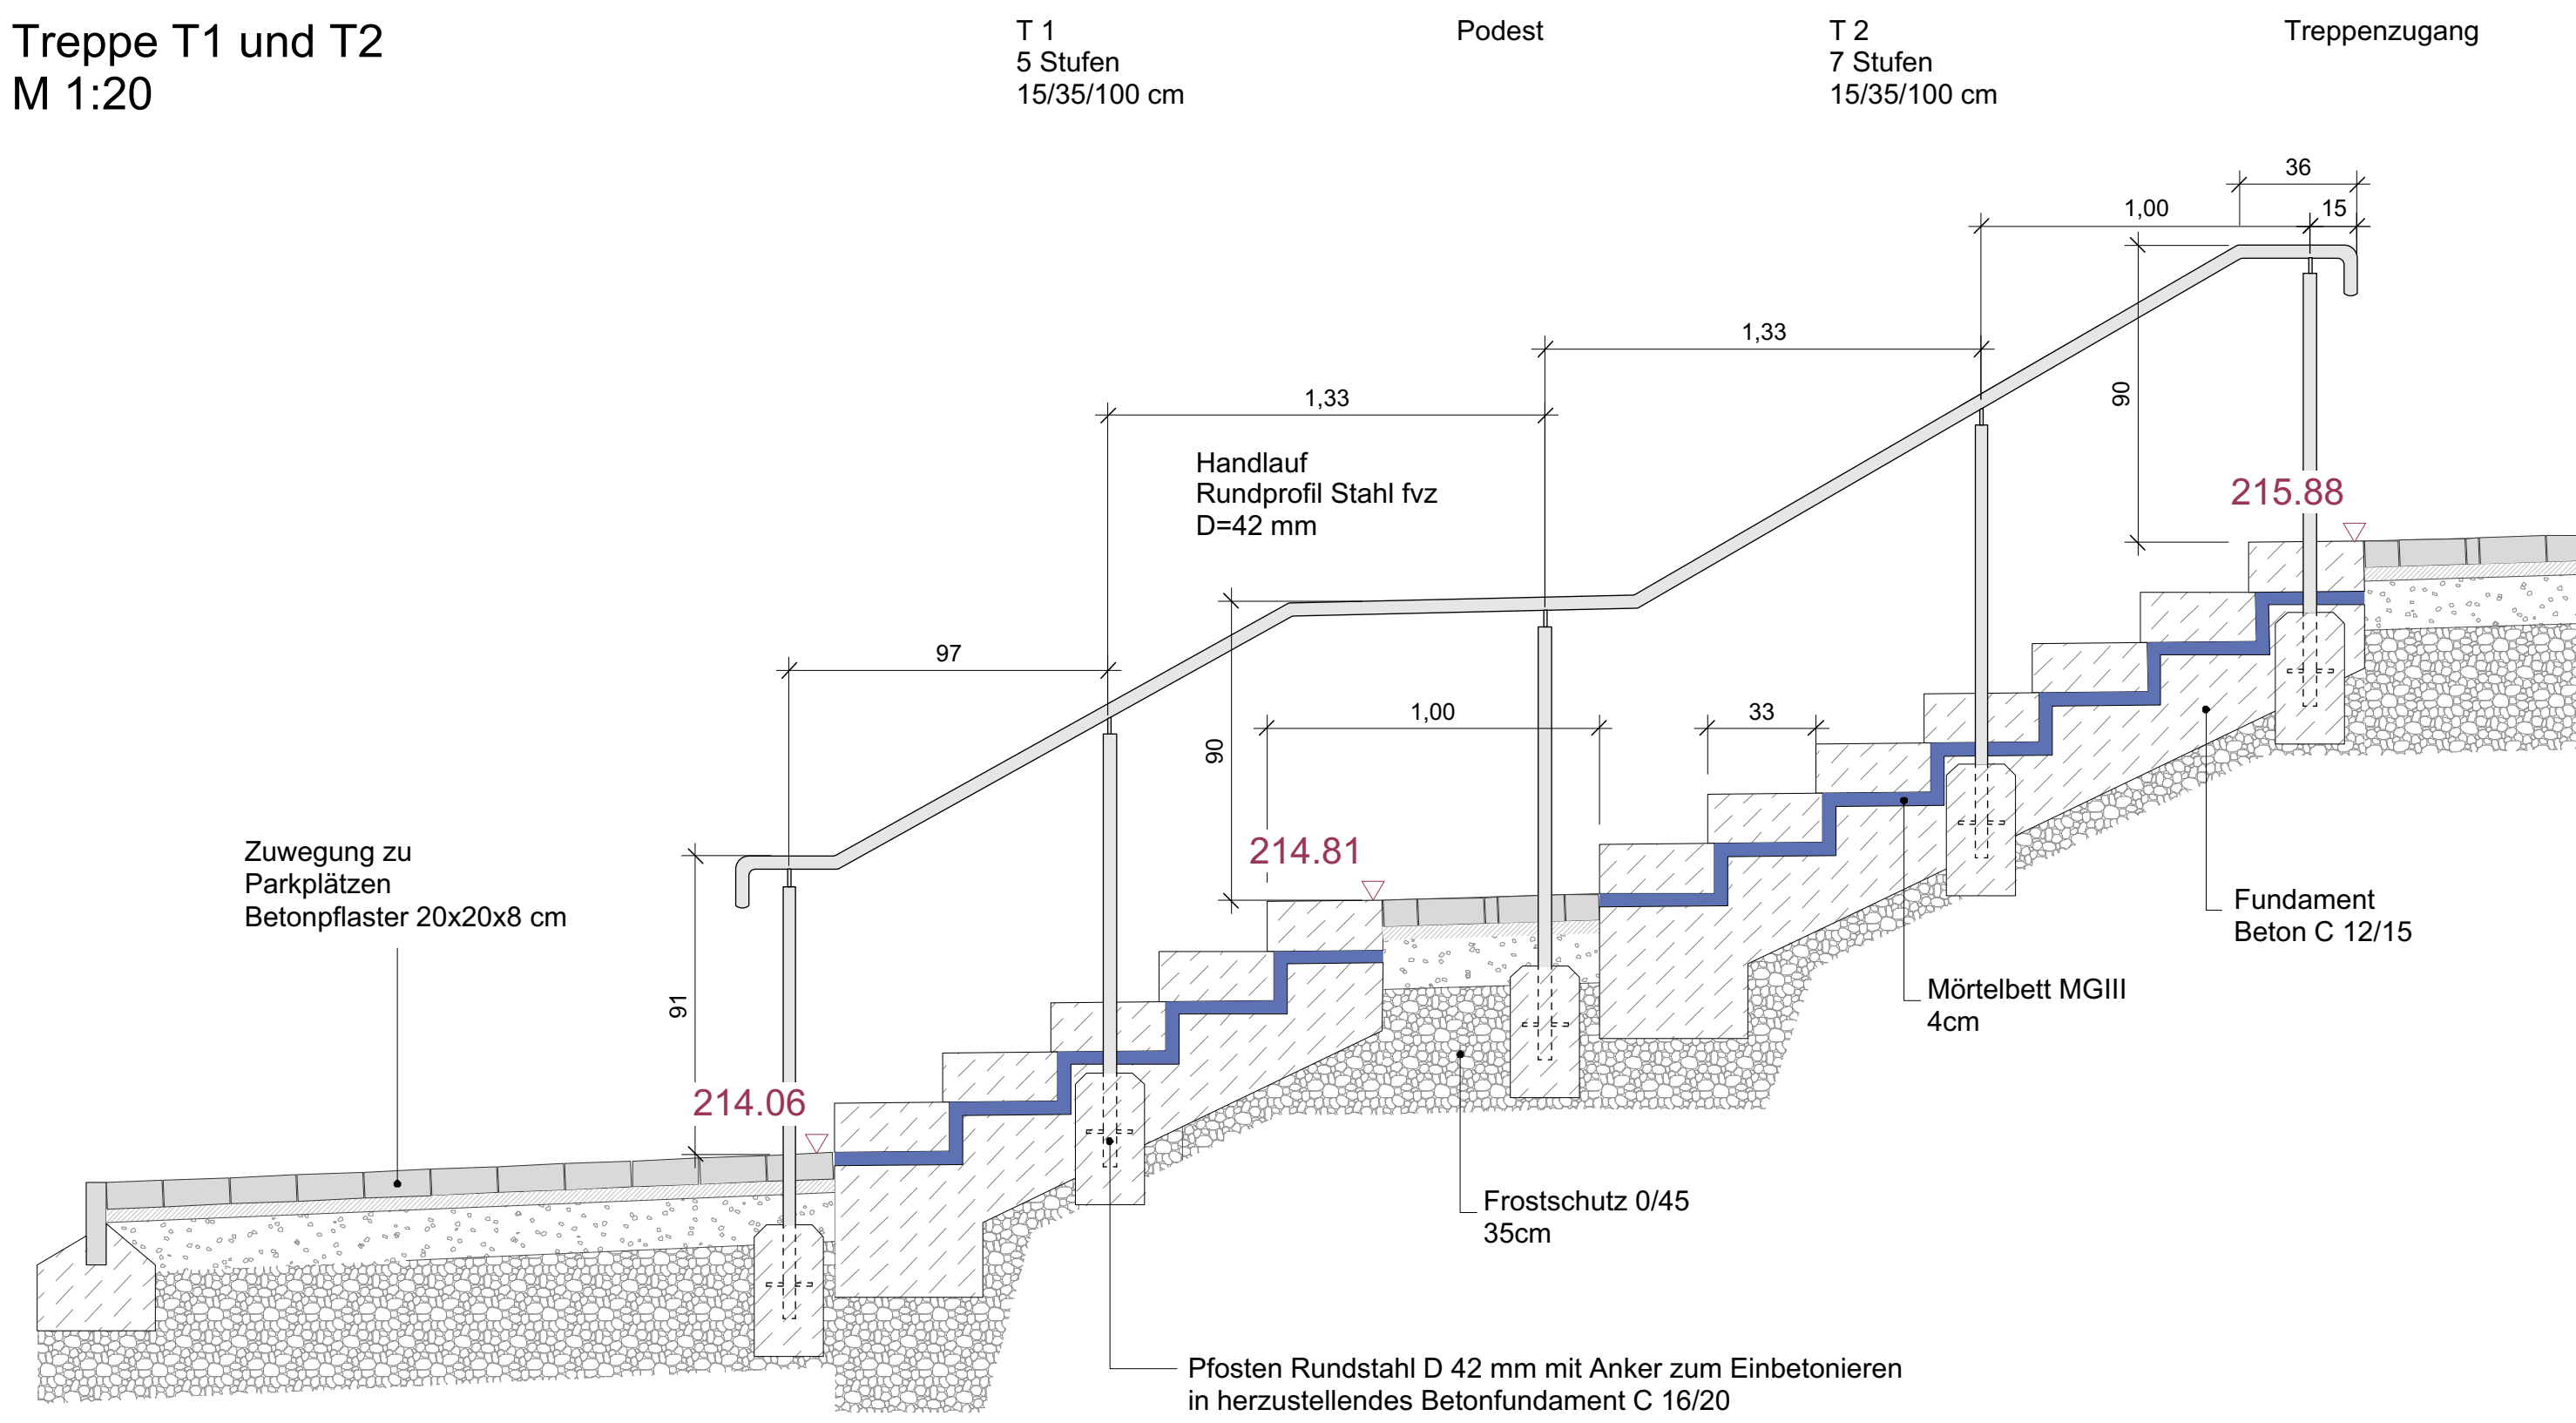 Treppe T1 und T2
M 1:20
T 1
5 Stufen
15/35/100 cm
Podest
T 2
7 Stufen
15/35/100 cm
Treppenzugang
36
1,00
15
1,33
90
1,33
Handlauf
Rundprofil Stahl fvz
D=42 mm
215.88
97
1,00
33
90
214.81
Zuwegung zu
Parkplätzen
Betonpflaster 20x20x8 cm
91
214.06
Fundament
Beton C 12/15
Mörtelbett MGIII
4cm
Frostschutz 0/45
35cm
Pfosten Rundstahl D 42 mm mit Anker zum Einbetonieren
in herzustellendes Betonfundament C 16/20